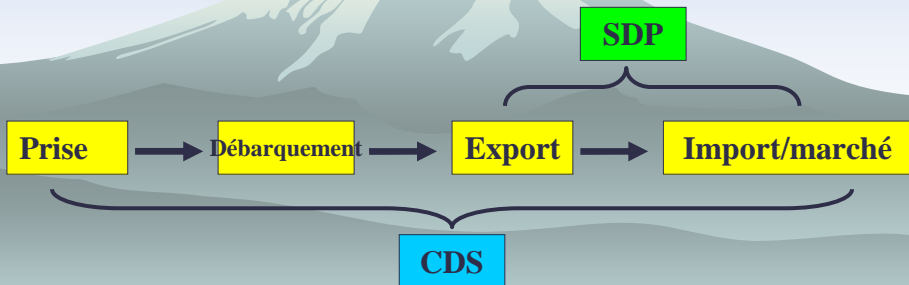 SDP
Prise
Débarquement
Export
Import/marché
CDS